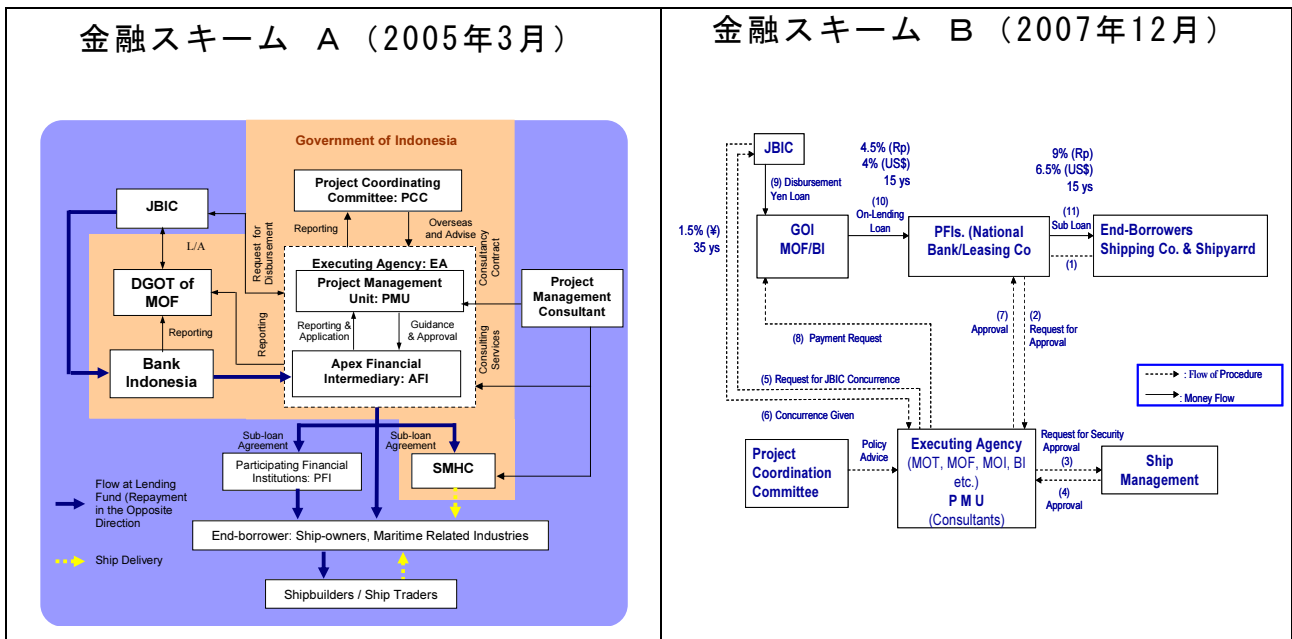 金融スキーム A（2005年3月）
Government of Indonesia
Project Coordinating
Committee: PCC
JBIC
Reporting
Overseas
and Advise
L/A
Request for
Disbursement
Consultancy
Contract
Executing Agency: EA
Project Management
Unit: PMU
DGOT of
MOF
Project
Management
Consultant
Reporting &
Application
Guidance
& Approval
Reporting
Reporting
Consulting
Services
Bank
Indonesia
Apex Financial
Intermediary: AFI
Sub-loan
Agreement
Sub-loan
Agreement
Participating Financial
Institutions: PFI
SMHC
Flow at Lending
Fund (Repayment
in the Opposite
Direction
End-borrower: Ship-owners, Maritime Related Industries
Ship Delivery
Shipbuilders / Ship Traders
金融スキーム B（2007年12月）
JBIC
4.5% (Rp)
4% (US$)
15 ys
9% (Rp)
6.5% (US$)
15 ys
(9) Disbursement
Yen Loan
(10)
On-Lending
Loan
(11)
Sub Loan
1.5% (¥)
35 ys
GOI
MOF/BI
PFIs. (National
Bank/Leasing Co
End-Borrowers
Shipping Co. & Shipyarrd
(1)
(7)
Approval
(2)
Request for
Approval
(8) Payment Request
(5) Request for JBIC Concurrence
: Flow of Procedure
: Money Flow
(6) Concurrence Given
Project
Coordination
Committee
Policy
Advice
Executing Agency
(MOT, MOF, MOI, BI
etc.)
P M U
(Consultants)
Request for Security
Approval
(3)
(4)
Approval
Ship
Management